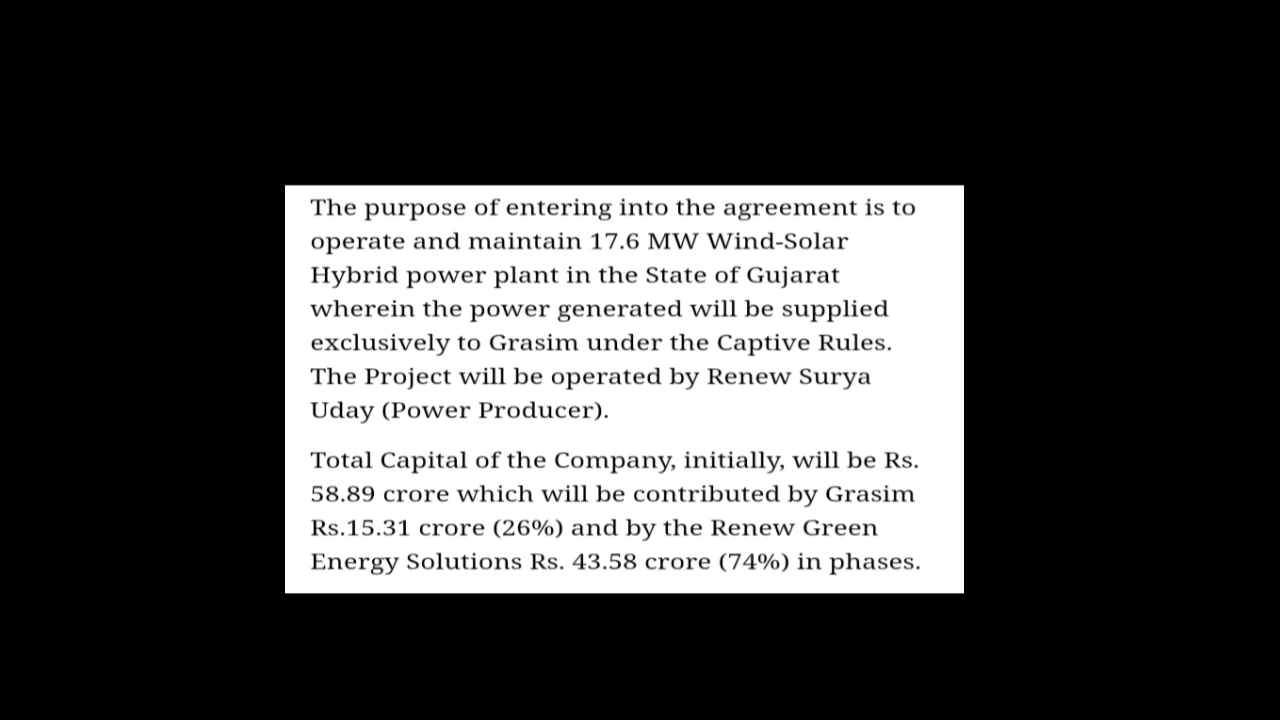 The purpose of entering into the agreement is to
operate and maintain 17.6 MW Wind-Solar
Hybrid power plant in the State of Gujarat
wherein the power generated will be supplied
exclusively to Grasim under the Captive Rules.
The Project will be operated by Renew Surya
Uday (Power Producer).
Total Capital of the Company, initially, will be Rs.
58.89 crore which will be contributed by Grasim
Rs.15.31 crore (26%) and by the Renew Green
Energy Solutions Rs. 43.58 crore (74%) in phases.